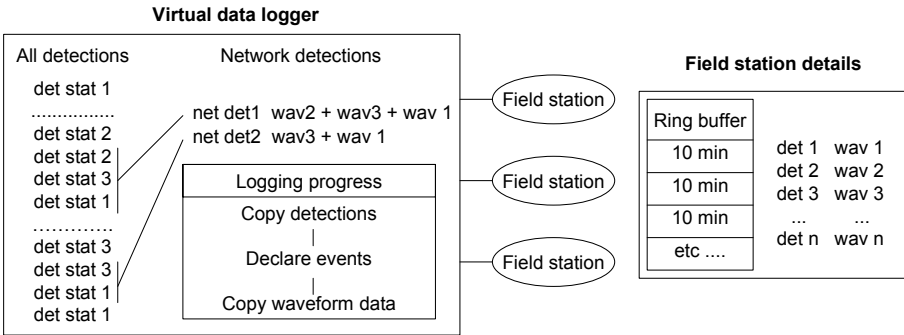 Virtual data logger
All detections
det stat 1
................
det stat 2
det stat 2
det stat 3
det stat 1
.............
det stat 3
det stat 3
det stat 1
det stat 1
Network detections
net det1 wav2 + wav3 + wav 1
net det2 wav3 + wav 1
Logging progress
Copy detections
Declare events
Copy waveform data
Field station
Field station
Field station
Field station details
Ring buffer
10 min
10 min
10 min
etc ....
det 1 wav 1
det 2 wav 2
det 3 wav 3
... ...
det n wav n